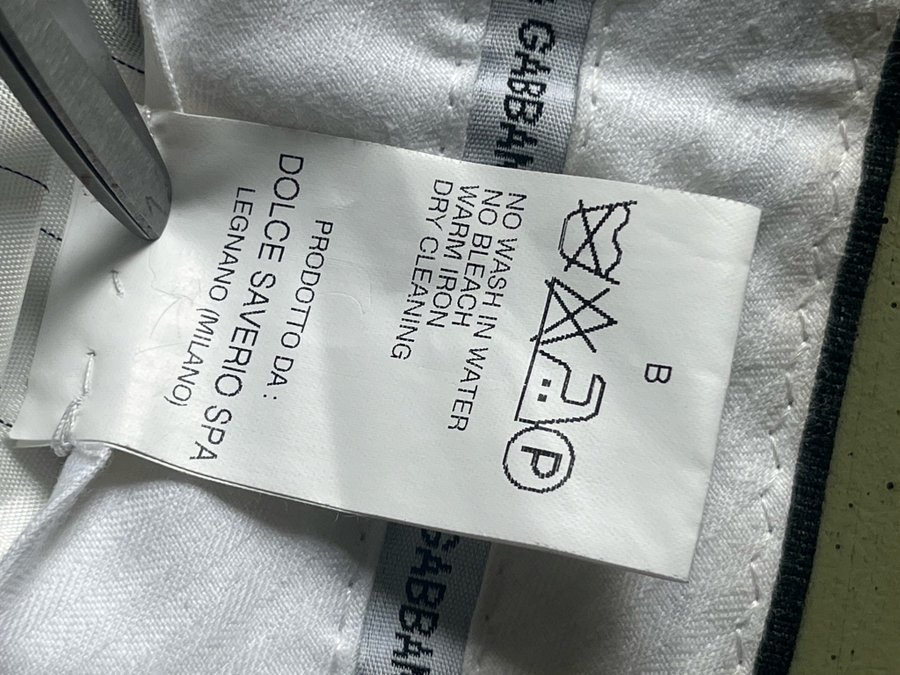 B
P
NO WASH IN WATER
NO BLEACH
WARM IRON
DRY CLEANING
PRODOTTO DA :
DOLCE SAVERIO SPA
LEGNANO (MILANO)
GABBAN
GABBAN